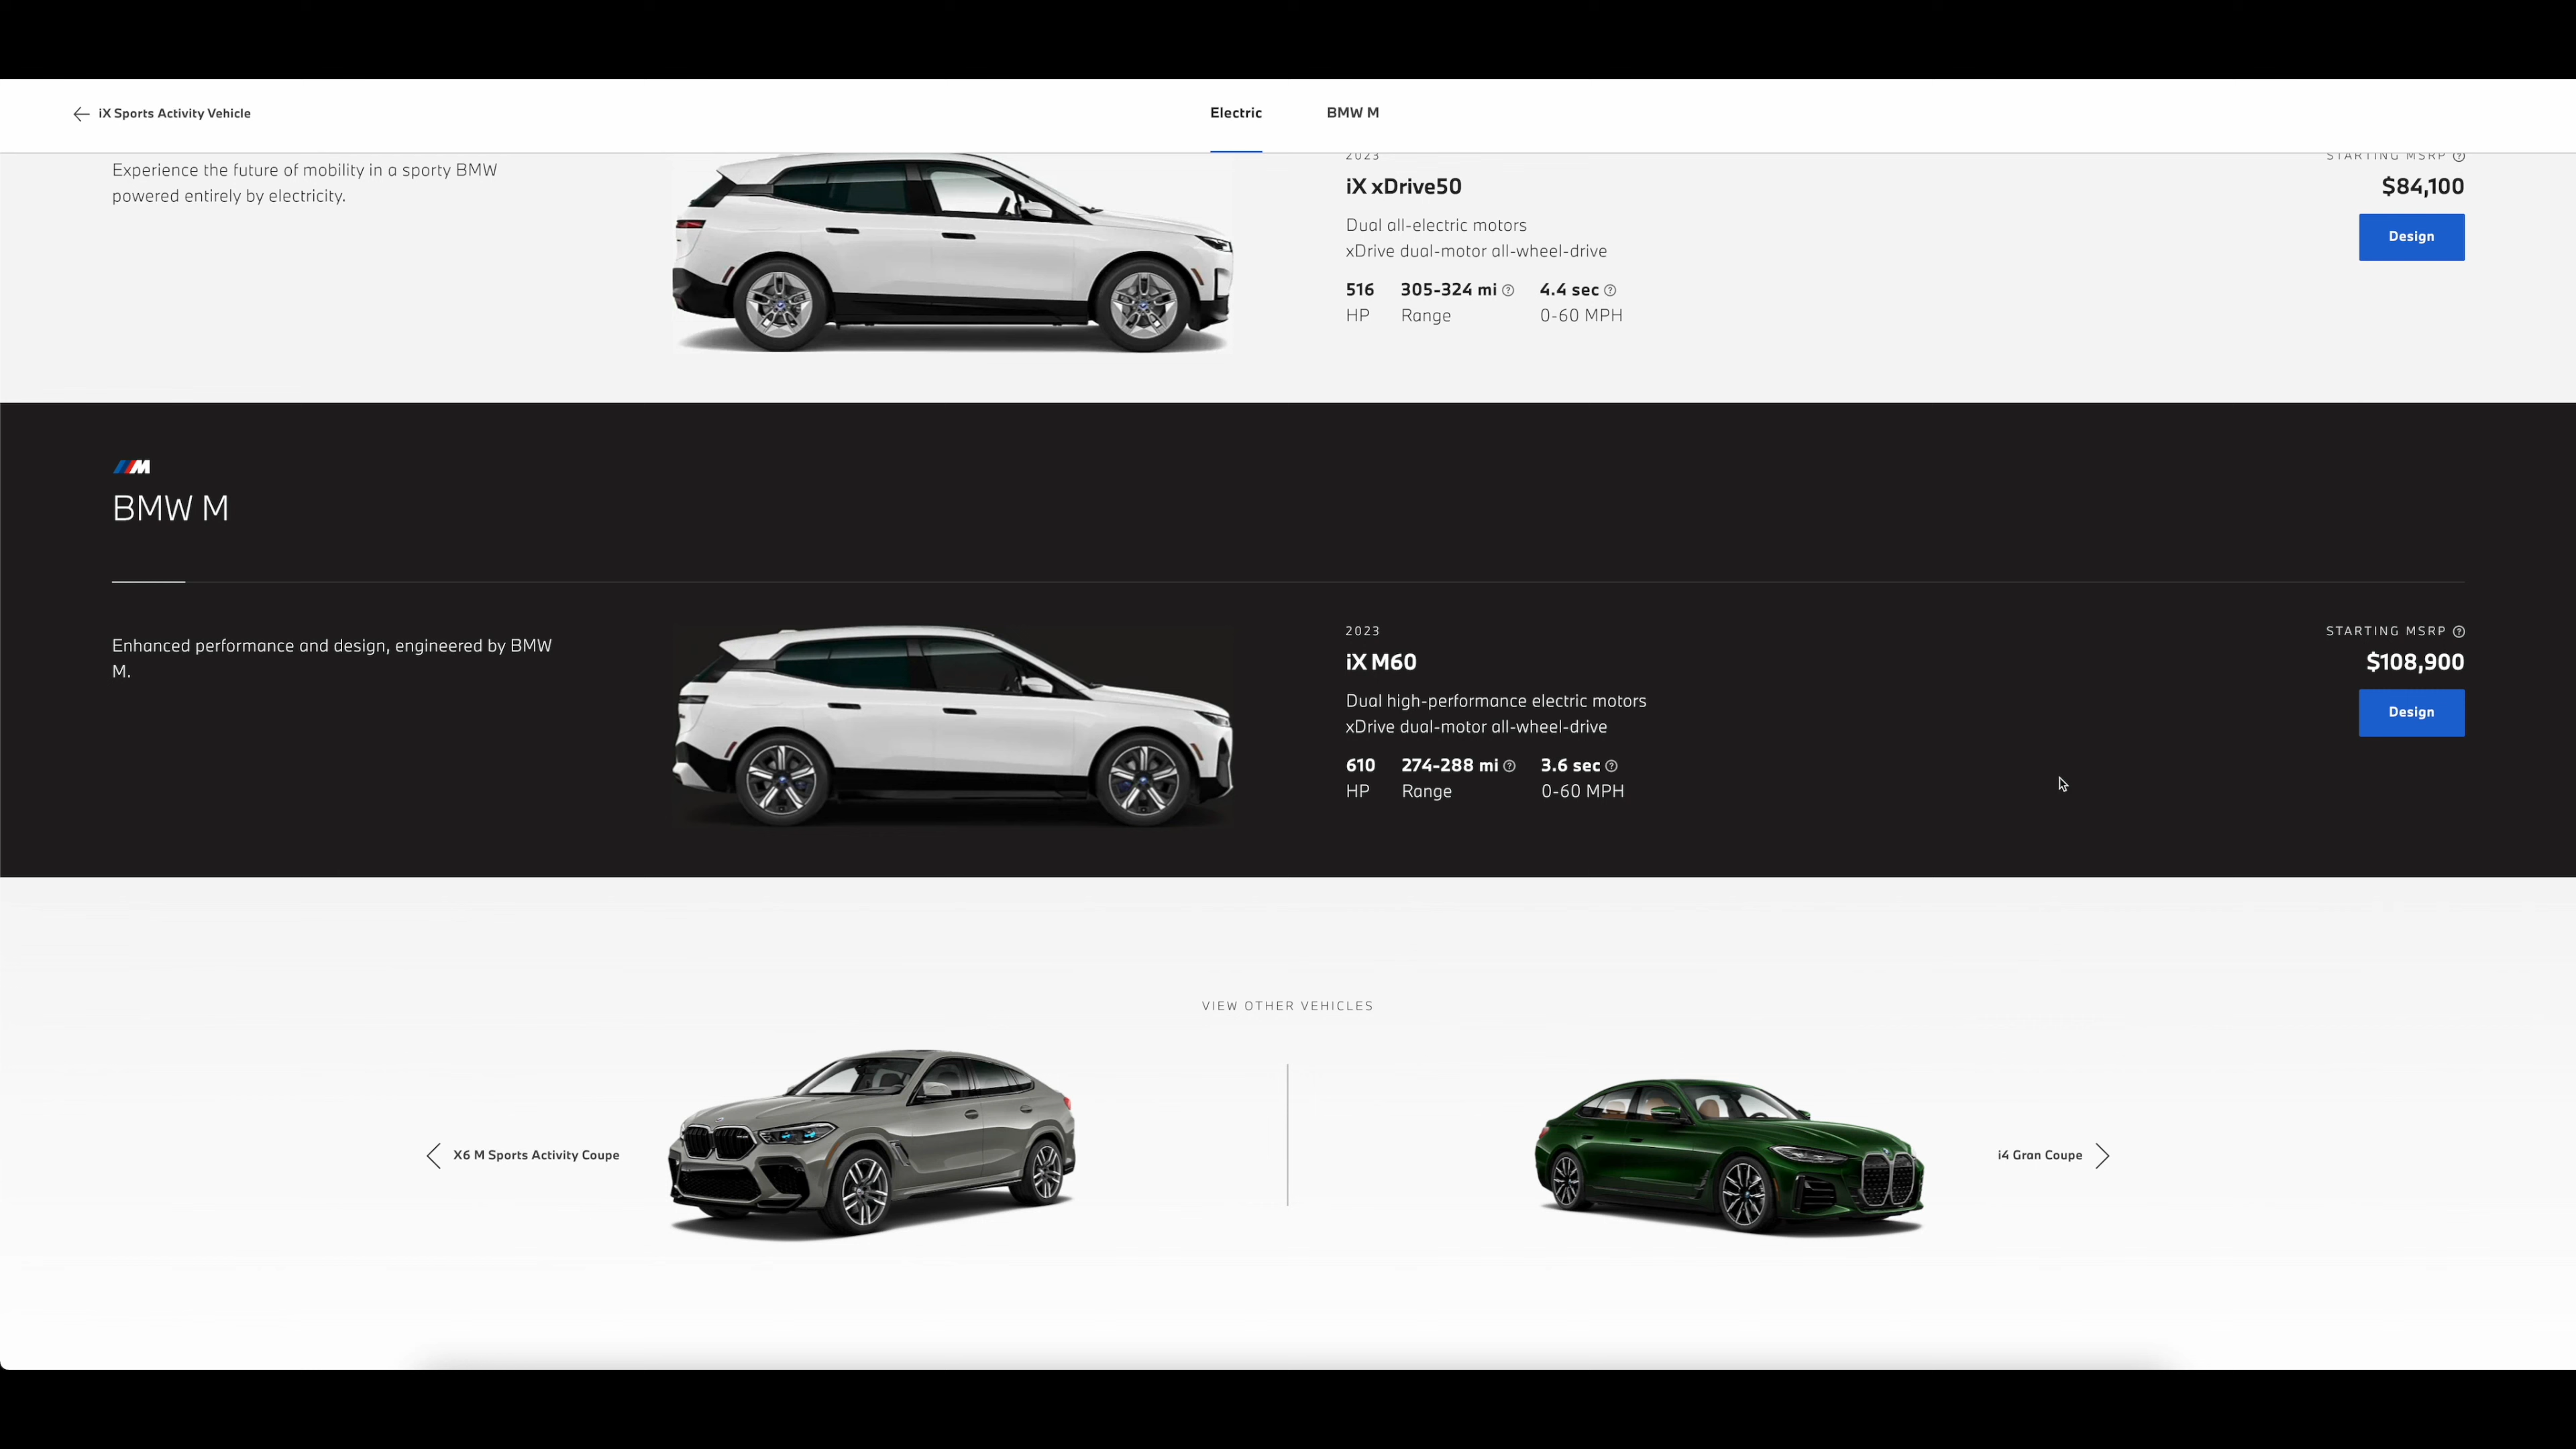 iX Sports Activity Vehicle
Electric
BMW M
Experience the future of mobility in a sporty BMW
powered entirely by electricity.
2023
iX xDrive50
Dual all-electric motors
xDrive dual-motor all-wheel-drive
516 305-324 mi 4.4 sec
HP Range 0-60 MPH
STARTING MSRP
$84,100
Design
M
BMW M
Enhanced performance and design, engineered by BMW
M.
2023
iX M60
Dual high-performance electric motors
xDrive dual-motor all-wheel-drive
610 274-288 mi 3.6 sec
HP Range 0-60 MPH
STARTING MSRP
$108,900
Design
VIEW OTHER VEHICLES
X6 M Sports Activity Coupe
i4 Gran Coupe